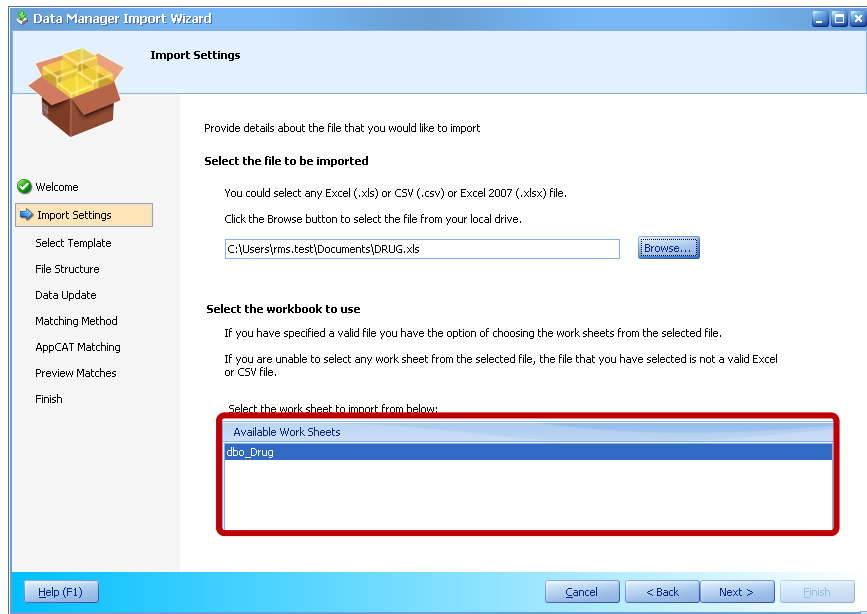 Data Manager Import Wizard
Import Settings
Provide details about the file that you would like to import
Select the file to be imported
Welcome
You could select any Excel (.xls) or CSV (.csv) or Excel 2007 (.xlsx) file.
Import Settings
Click the Browse button to select the file from your local drive.
Select Template
C:\Users\rms.test\Documents\DRUG.xls
Browse...
File Structure
Data Update
Select the workbook to use
Matching Method
If you have specified a valid file you have the option of choosing the work sheets from the selected file.
AppCAT Matching
If you are unable to select any work sheet from the selected file, the file that you have selected is not a valid Excel
or CSV file.
Preview Matches
Finish
Select the work sheet to import from below:
Available Work Sheets
dbo_Drug
Help (F1)
Cancel
< Back
Next >
Finish